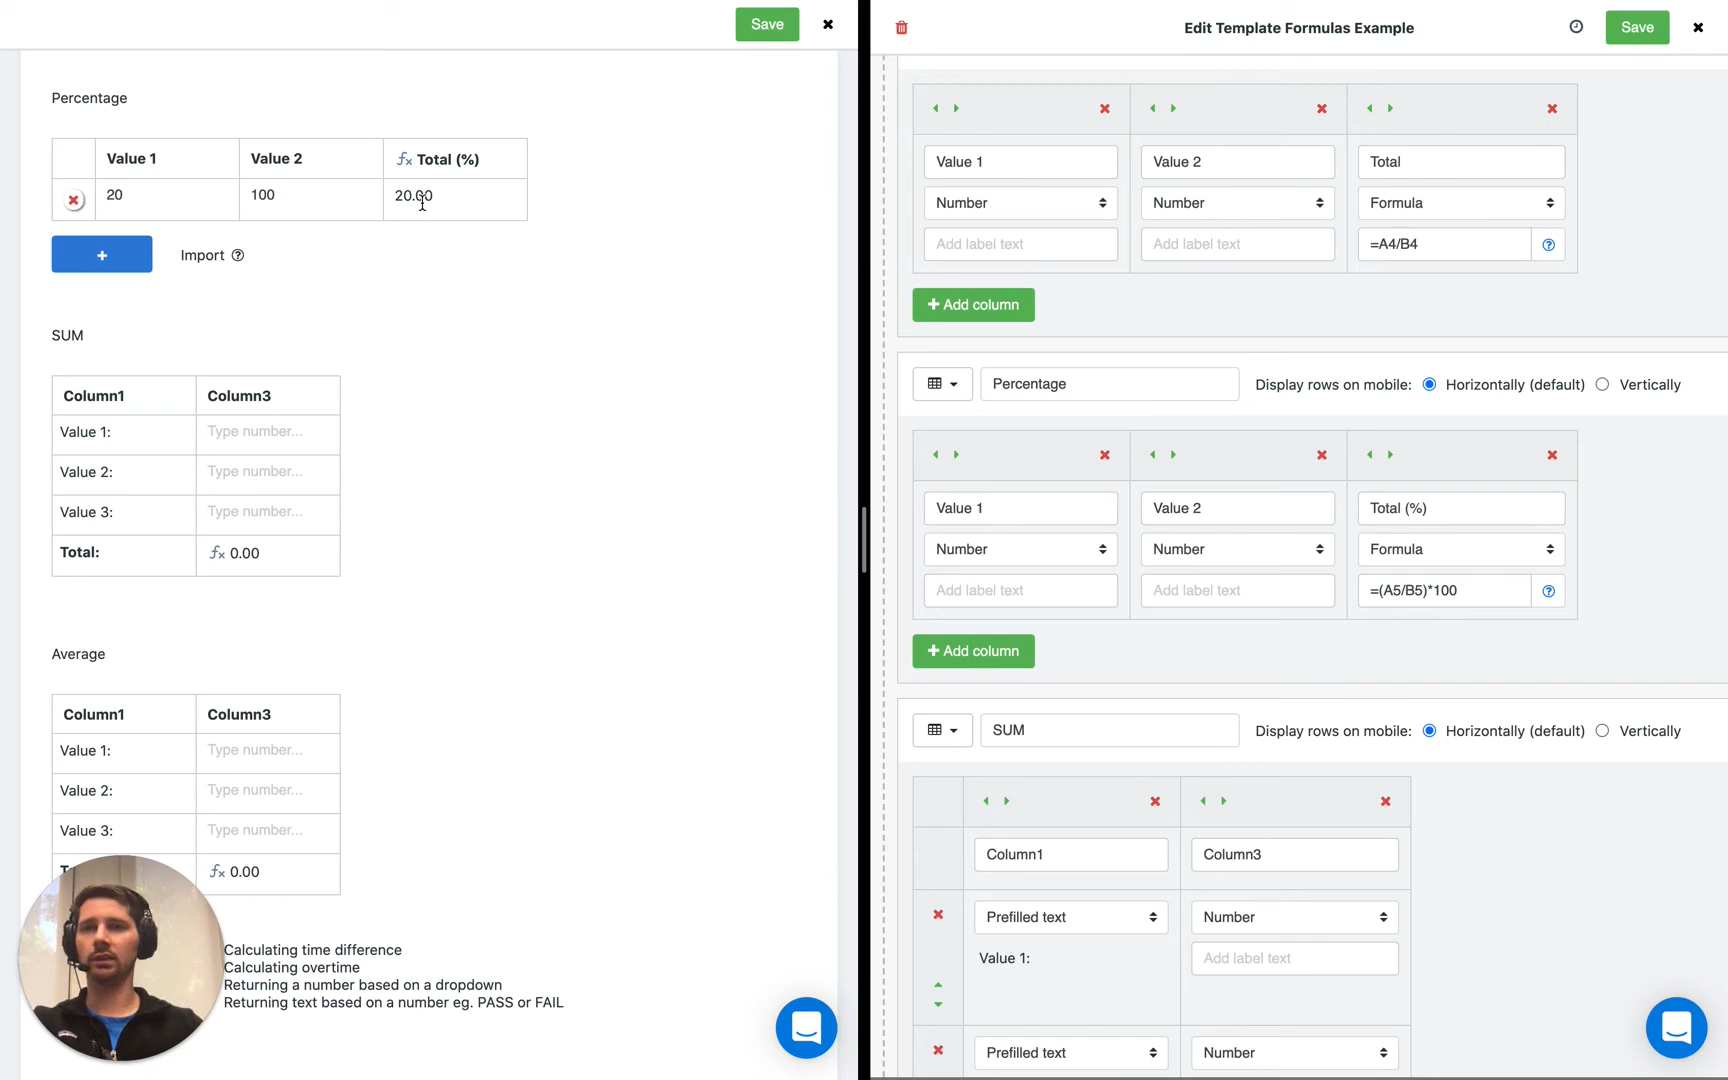 Save
Percentage
Value 1
Value 2
fx Total (%)
20
100
20.00
+
Import
SUM
Column1
Column3
Value 1:
Type number...
Value 2:
Type number...
Value 3:
Type number...
Total:
fx 0.00
Average
Column1
Column3
Value 1:
Type number...
Value 2:
Type number...
Value 3:
Type number...
fx 0.00
Calculating time difference
Calculating overtime
Returning a number based on a dropdown
Returning text based on a number eg. PASS or FAIL
Edit Template Formulas Example
Save
Value 1
Value 2
Total
Number
Number
Formula
Add label text
Add label text
=A4/B4
+ Add column
Percentage
Display rows on mobile:
Horizontally (default)
Vertically
Value 1
Value 2
Total (%)
Number
Number
Formula
Add label text
Add label text
=(A5/B5)*100
+ Add column
SUM
Display rows on mobile:
Horizontally (default)
Vertically
Column1
Column3
Prefilled text
Number
Value 1:
Add label text
Prefilled text
Number